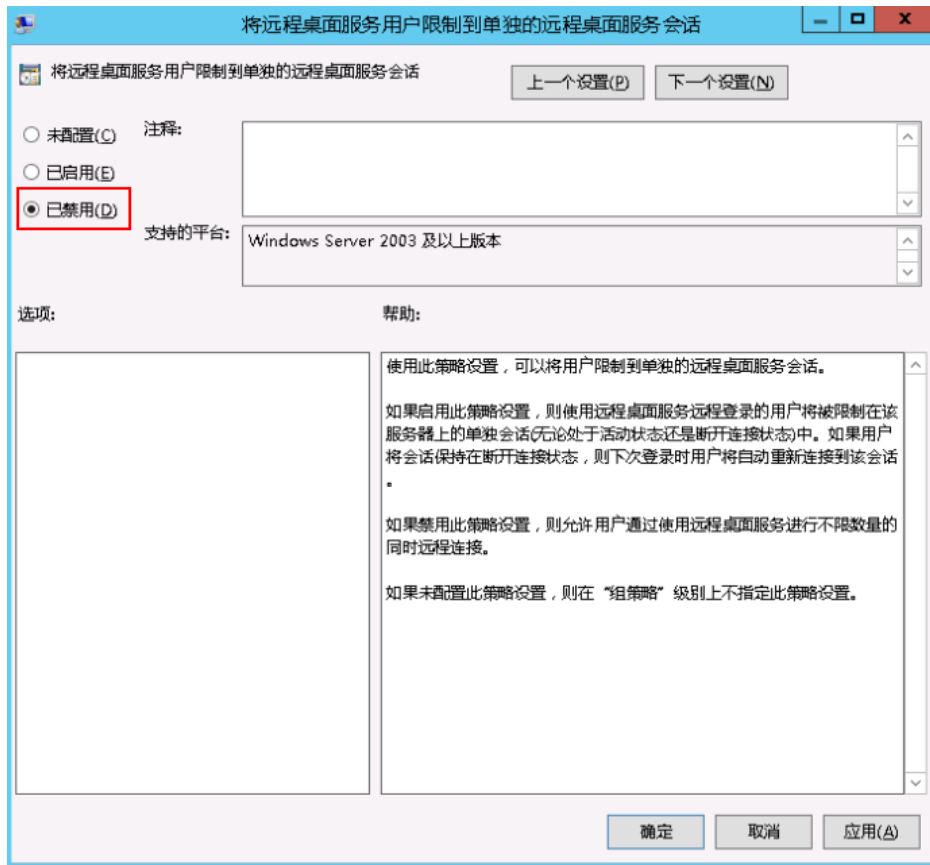 将远程桌面服务用户限制到单独的远程桌面服务会话
将远程桌面服务用户限制到单独的远程桌面服务会话
上一个设置(P)
下一个设置(N)
未配置(C)
注释:
已启用(E)
已禁用(D)
支持的平台:
Windows Server 2003 及以上版本
选项:
帮助:
使用此策略设置，可以将用户限制到单独的远程桌面服务会话。
如果启用此策略设置，则使用远程桌面服务远程登录的用户将被限制在该
服务器上的单独会话(无论处于活动状态还是断开连接状态)中。如果用户
将会话保持在断开连接状态，则下次登录时用户将自动重新连接到该会话
。
如果禁用此策略设置，则允许用户通过使用远程桌面服务进行不限数量的
同时远程连接。
如果未配置此策略设置，则在“组策略”级别上不指定此策略设置。
确定
取消
应用(A)